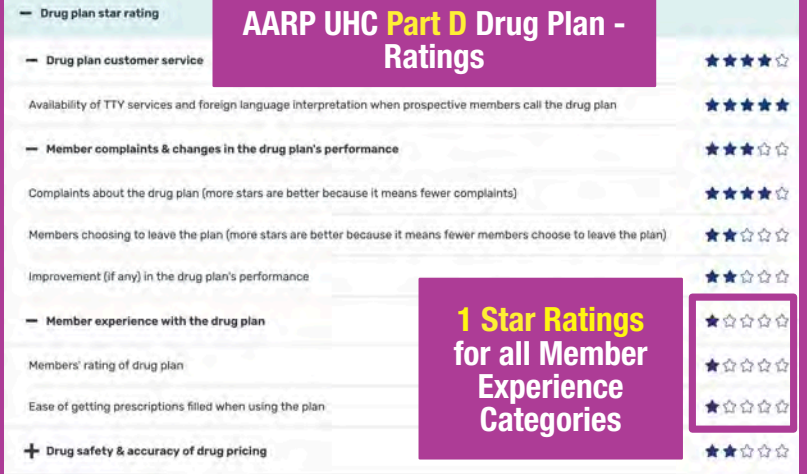 − Drug plan star rating
AARP UHC Part D Drug Plan -
Ratings
− Drug plan customer service
Availability of TTY services and foreign language interpretation when prospective members call the drug plan
− Member complaints & changes in the drug plan's performance
Complaints about the drug plan (more stars are better because it means fewer complaints)
Members choosing to leave the plan (more stars are better because it means fewer members choose to leave the plan)
Improvement (if any) in the drug plan's performance
− Member experience with the drug plan
Members' rating of drug plan
Ease of getting prescriptions filled when using the plan
1 Star Ratings
for all Member
Experience
Categories
+ Drug safety & accuracy of drug pricing